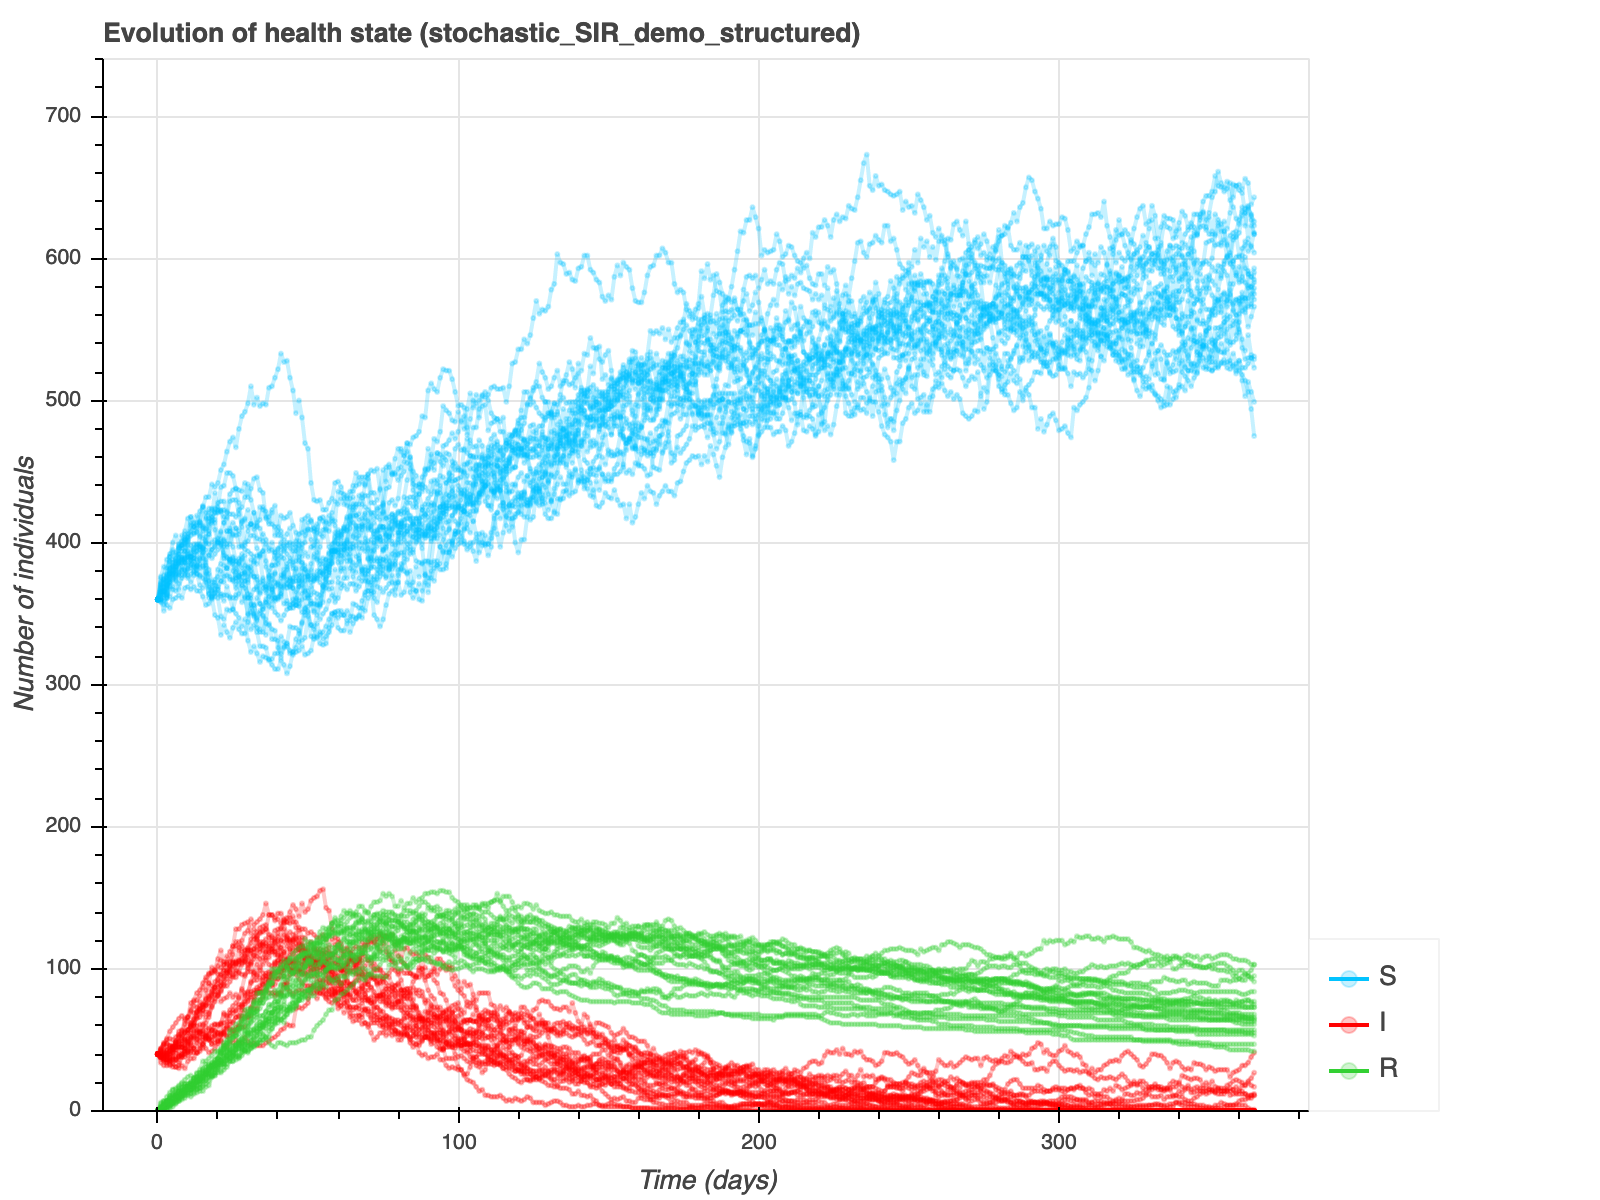 Evolution of health state (stochastic_SIR_demo_structured)
Number of individuals
700
600
500
400
300
200
100
0
0 100 200 300
Time (days)
S
I
R